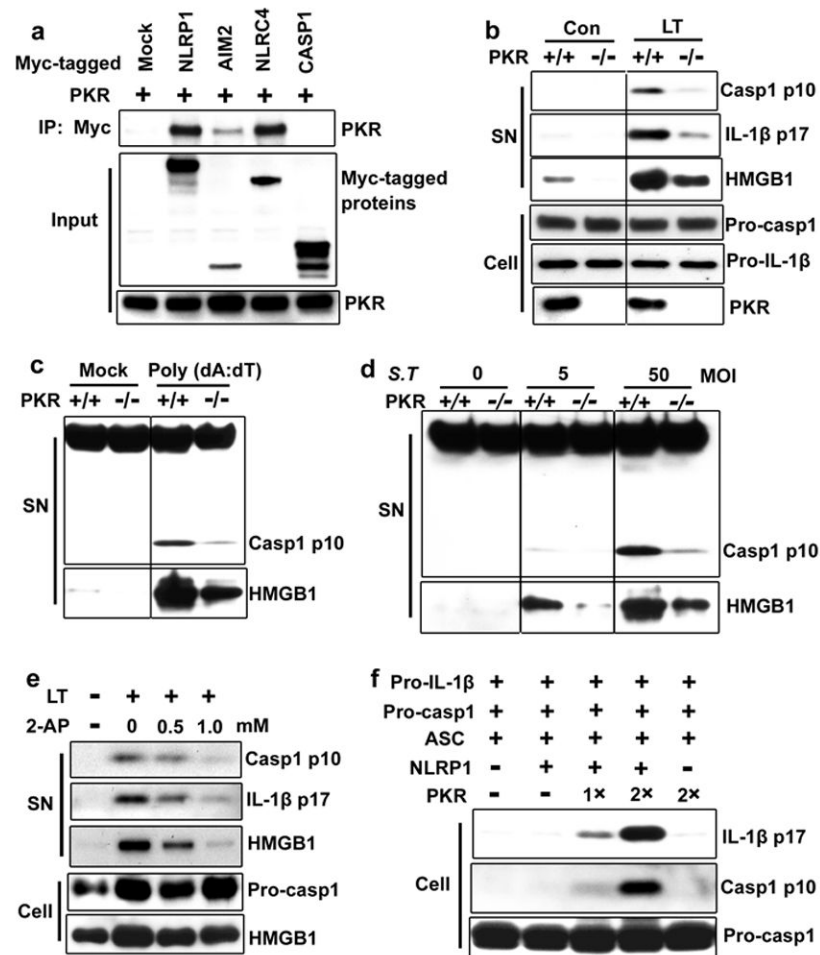 a
Myc-tagged Mock NLRP1 AIM2 NLRC4 CASP1
PKR + + + + +
IP: Myc PKR
Input Myc-tagged proteins
PKR
b
Con LT
PKR +/+ -/- +/+ -/-
SN Casp1 p10
IL-1β p17
HMGB1
Cell Pro-casp1
Pro-IL-1β
PKR
c
Mock Poly (dA:dT)
PKR +/+ -/- +/+ -/-
SN Casp1 p10
HMGB1
d
S.T 0 5 50 MOI
PKR +/+ -/- +/+ -/- +/+ -/-
SN Casp1 p10
HMGB1
e
LT - + + +
2-AP - 0 0.5 1.0 mM
SN Casp1 p10
IL-1β p17
HMGB1
Cell Pro-casp1
HMGB1
f
Pro-IL-1β + + + + +
Pro-casp1 + + + + +
ASC + + + + +
NLRP1 - + + + -
PKR - - 1× 2× 2×
Cell IL-1β p17
Casp1 p10
Pro-casp1